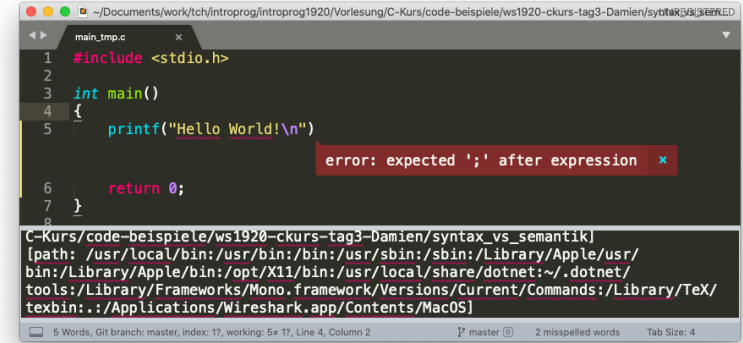 ~/Documents/work/tch/introprog/introprog1920/Vorlesung/C-Kurs/code-beispiele/ws1920-ckurs-tag3-Damien/
main_tmp.c ×
1 #include <stdio.h>
2
3 int main()
4 {
5 printf("Hello World!\n")
error: expected ';' after expression ×
6 return 0;
7 }
8
C-Kurs/code-beispiele/ws1920-ckurs-tag3-Damien/syntax_vs_semantik]
[path: /usr/local/bin:/usr/bin:/bin:/usr/sbin:/sbin:/Library/Apple/usr/
bin:/Library/Apple/bin:/opt/X11/bin:/usr/local/share/dotnet:~/.dotnet/
tools:/Library/Frameworks/Mono.framework/Versions/Current/Commands:/Library/TeX/
texbin:.:/Applications/Wireshark.app/Contents/MacOS]
5 Words, Git branch: master, index: 1?, working: 5≠ 1?, Line 4, Column 2 master 6 2 misspelled words Tab Size: 4